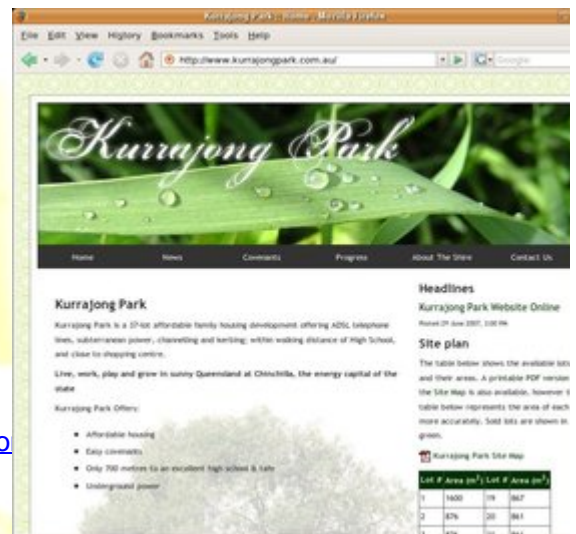 Kurrajong Park :: Home - Mozilla Firefox
File Edit View History Bookmarks Tools Help
http://www.kurrajongpark.com.au/
Google
Kurrajong Park
Home News Covenants Progress About The Shire Contact Us
Kurrajong Park
Kurrajong Park is a 37-lot affordable family housing development offering ADSL telephone
lines, subterranean power, channelling and kerbing; within walking distance of High School,
and close to shopping centre.
Live, work, play and grow in sunny Queensland at Chinchilla, the energy capital of the
state
Kurrajong Park Offers:
Affordable housing
Easy covenants
Only 700 metres to an excellent high school & tafe
Underground power
Headlines
Kurrajong Park Website Online
Posted 29 June 2007, 2:00 PM
Site plan
The table below shows the available lots
and their areas. A printable PDF version
the Site Map is also available, however t
table below represents the area of each
more accurately. Sold lots are shown in
green.
Kurrajong Park Site Map
Lot # Area (m²) Lot # Area (m²)
1 1600 19 867
2 876 20 861